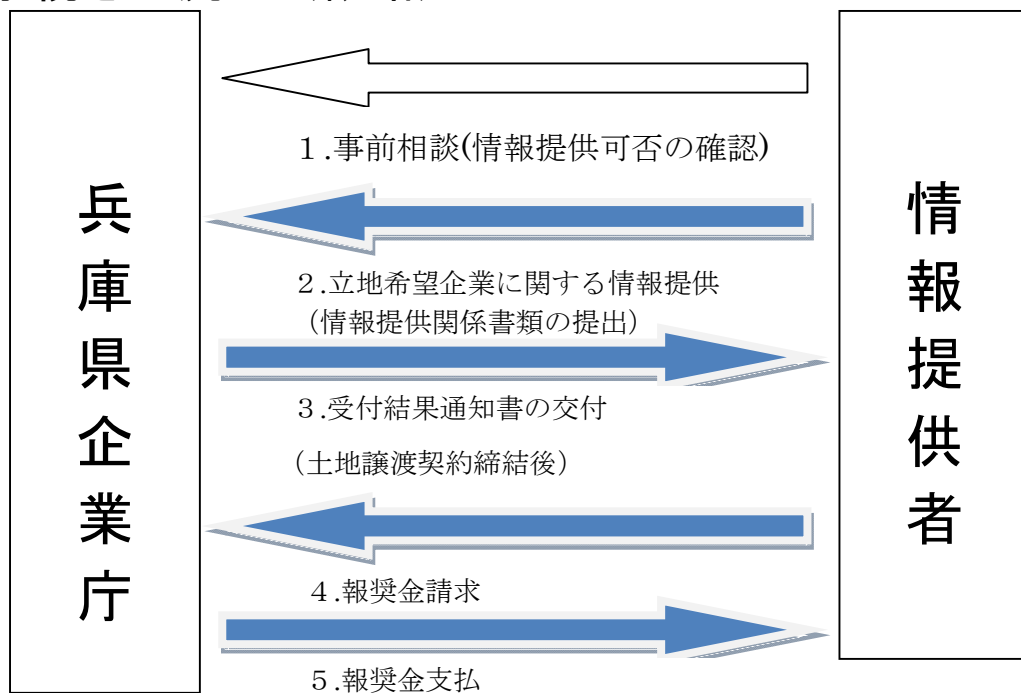 兵庫県企業庁
１.事前相談(情報提供可否の確認)
２.立地希望企業に関する情報提供
（情報提供関係書類の提出）
３.受付結果通知書の交付
（土地譲渡契約締結後）
４.報奨金請求
５.報奨金支払
情報提供者